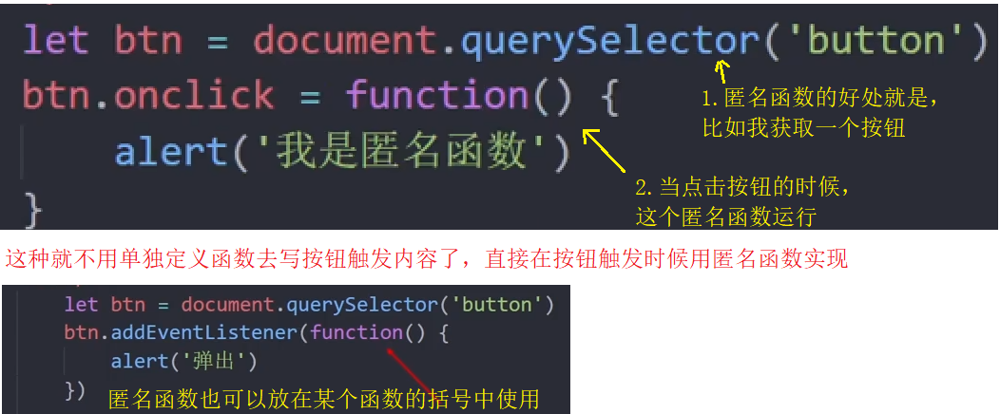 let btn = document.querySelector('button')
btn.onclick = function() {
1.匿名函数的好处就是，
比如我获取一个按钮
alert('我是匿名函数')
2.当点击按钮的时候，
这个匿名函数运行
}
这种就不用单独定义函数去写按钮触发内容了，直接在按钮触发时候用匿名函数实现
let btn = document.querySelector('button')
btn.addEventListener(function() {
alert('弹出')
})
匿名函数也可以放在某个函数的括号中使用